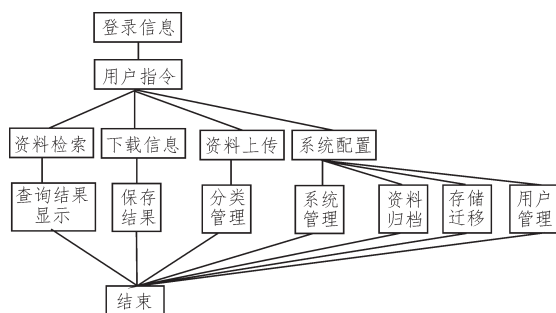 登录信息
用户指令
资料检索
下载信息
资料上传
系统配置
查询结果
显示
保存
结果
分类
管理
系统
管理
资料
归档
存储
迁移
用户
管理
结束